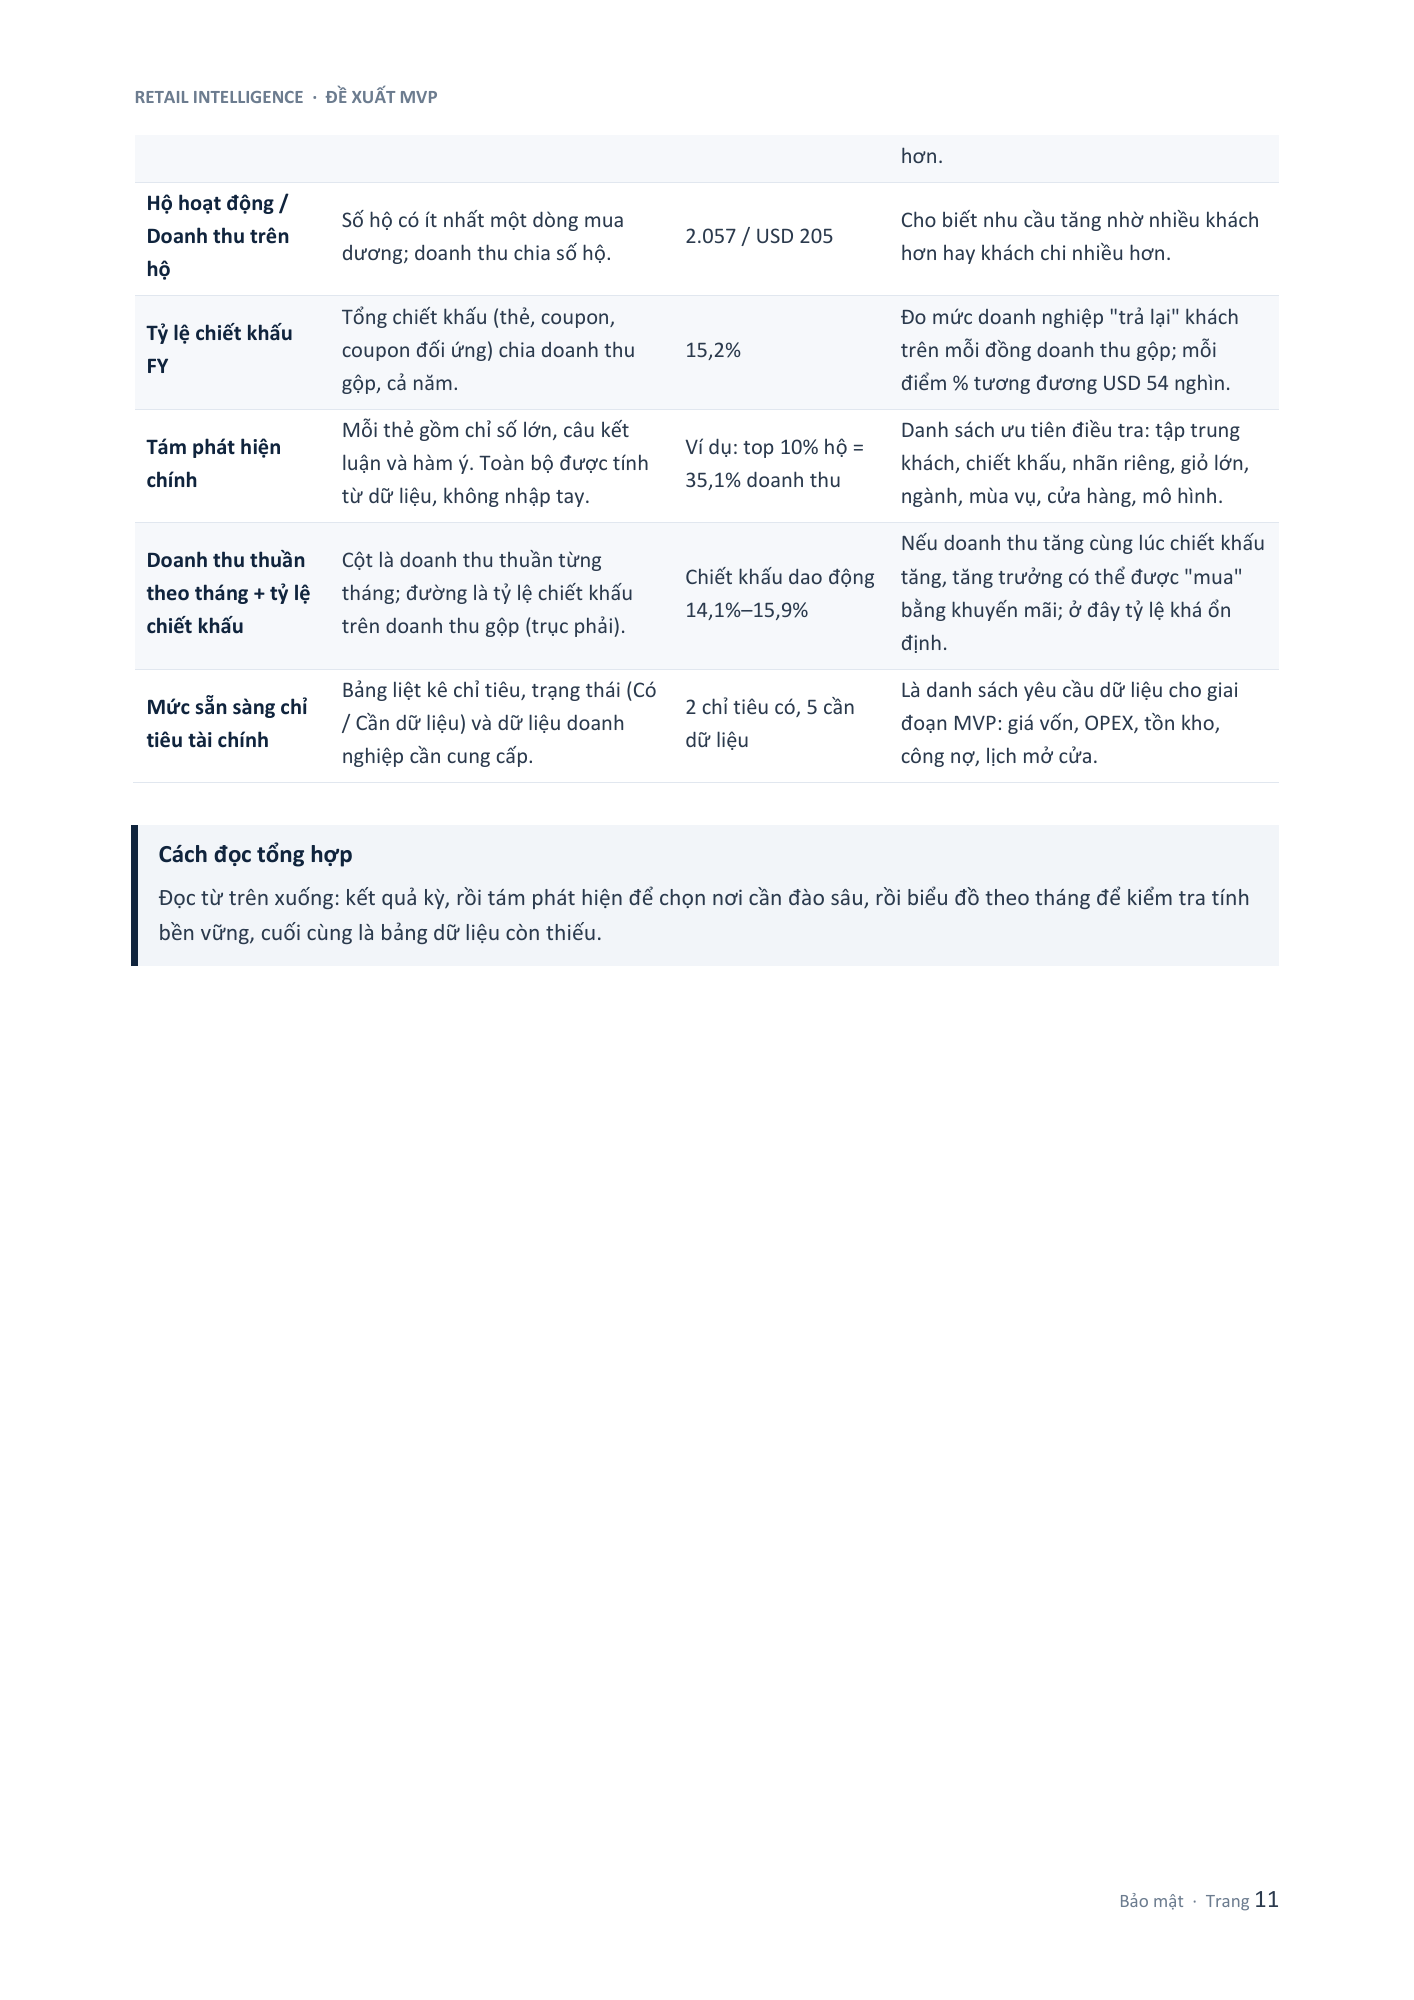 RETAIL INTELLIGENCE · ĐỀ XUẤT MVP
hơn.
Hộ hoạt động /
Doanh thu trên
hộ
Số hộ có ít nhất một dòng mua
dương; doanh thu chia số hộ.
2.057 / USD 205
Cho biết nhu cầu tăng nhờ nhiều khách
hơn hay khách chi nhiều hơn.
Tỷ lệ chiết khấu
FY
Tổng chiết khấu (thẻ, coupon,
coupon đối ứng) chia doanh thu
gộp, cả năm.
15,2%
Đo mức doanh nghiệp "trả lại" khách
trên mỗi đồng doanh thu gộp; mỗi
điểm % tương đương USD 54 nghìn.
Tám phát hiện
chính
Mỗi thẻ gồm chỉ số lớn, câu kết
luận và hàm ý. Toàn bộ được tính
từ dữ liệu, không nhập tay.
Ví dụ: top 10% hộ =
35,1% doanh thu
Danh sách ưu tiên điều tra: tập trung
khách, chiết khấu, nhãn riêng, giỏ lớn,
ngành, mùa vụ, cửa hàng, mô hình.
Doanh thu thuần
theo tháng + tỷ lệ
chiết khấu
Cột là doanh thu thuần từng
tháng; đường là tỷ lệ chiết khấu
trên doanh thu gộp (trục phải).
Chiết khấu dao động
14,1%–15,9%
Nếu doanh thu tăng cùng lúc chiết khấu
tăng, tăng trưởng có thể được "mua"
bằng khuyến mãi; ở đây tỷ lệ khá ổn
định.
Mức sẵn sàng chỉ
tiêu tài chính
Bảng liệt kê chỉ tiêu, trạng thái (Có
/ Cần dữ liệu) và dữ liệu doanh
nghiệp cần cung cấp.
2 chỉ tiêu có, 5 cần
dữ liệu
Là danh sách yêu cầu dữ liệu cho giai
đoạn MVP: giá vốn, OPEX, tồn kho,
công nợ, lịch mở cửa.
Cách đọc tổng hợp
Đọc từ trên xuống: kết quả kỳ, rồi tám phát hiện để chọn nơi cần đào sâu, rồi biểu đồ theo tháng để kiểm tra tính
bền vững, cuối cùng là bảng dữ liệu còn thiếu.
Bảo mật · Trang 11